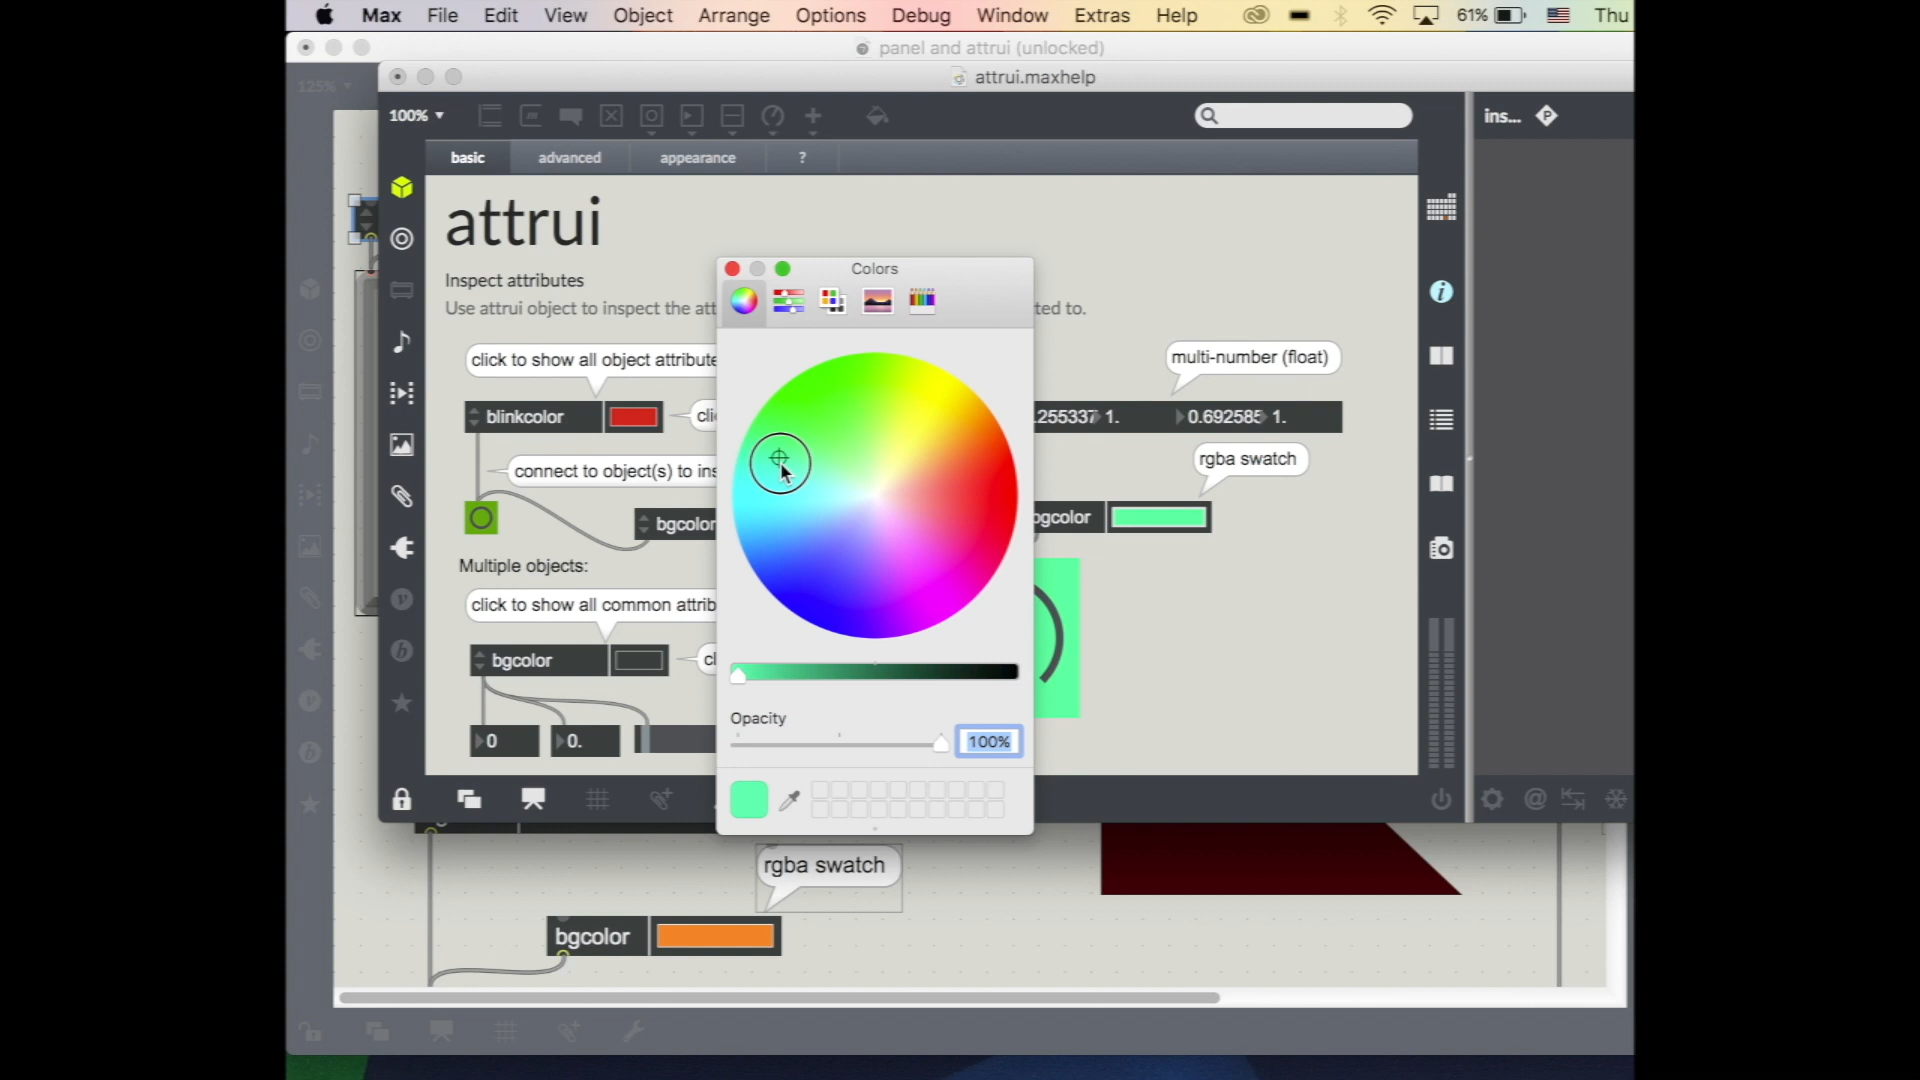 Max File Edit View Object Arrange Options Debug Window Extras Help 61% Thu
panel and attrui (unlocked)
125%
attrui.maxhelp
100%
ins...
basic advanced appearance ?
attrui
Colors
Inspect attributes
Use attrui object to inspect the att
ted to.
click to show all object attribute
multi-number (float)
blinkcolor
clic
.255337 1. 0.692585 1.
connect to object(s) to ins
rgba swatch
bgcolor
bgcolor
Multiple objects:
click to show all common attrib
bgcolor
cl
Opacity
0
0.
100%
rgba swatch
bgcolor